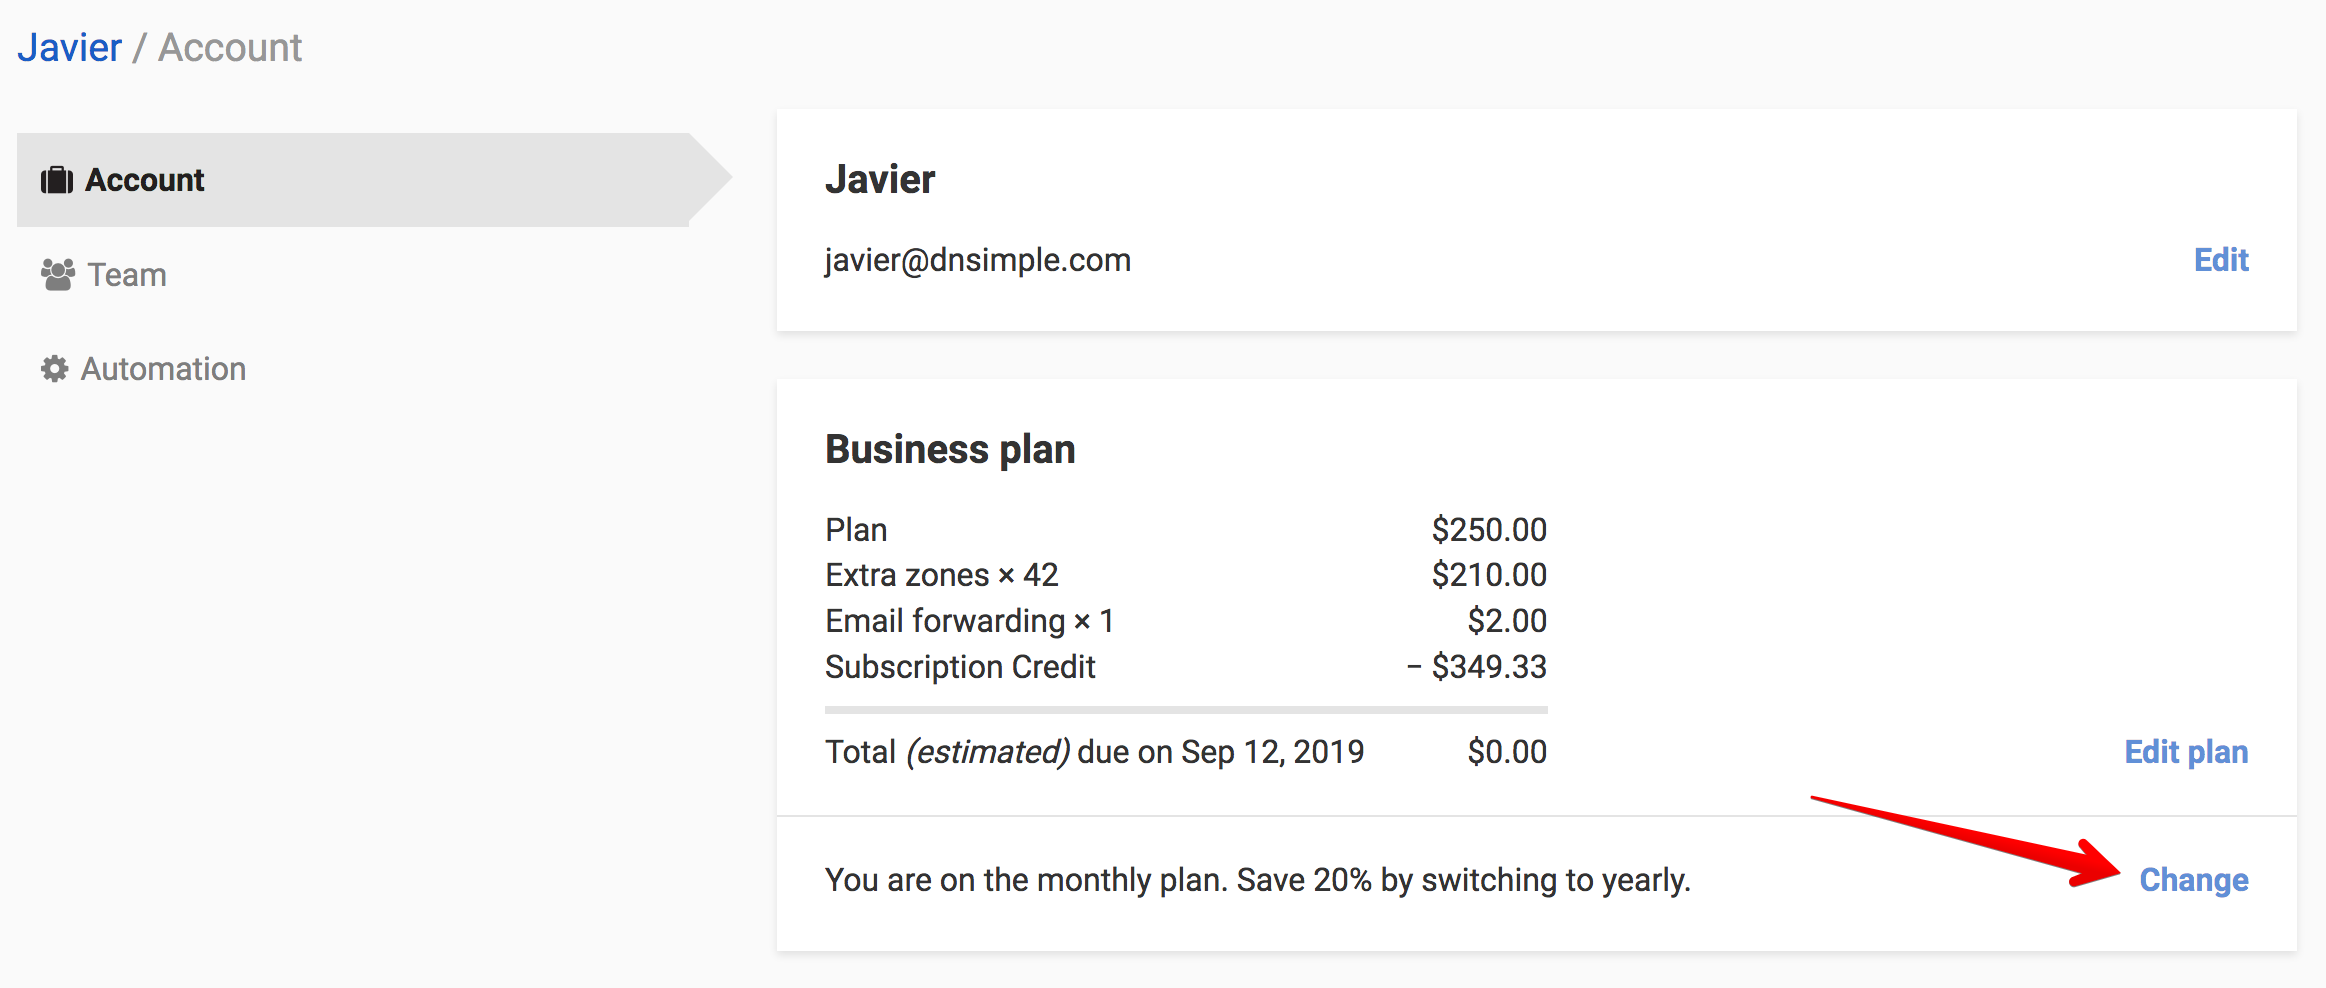 Javier / Account
Account
Team
Automation
Javier
javier@dnsimple.com
Edit
Business plan
Plan $250.00
Extra zones × 42 $210.00
Email forwarding × 1 $2.00
Subscription Credit − $349.33
Total (estimated) due on Sep 12, 2019 $0.00
Edit plan
You are on the monthly plan. Save 20% by switching to yearly.
Change